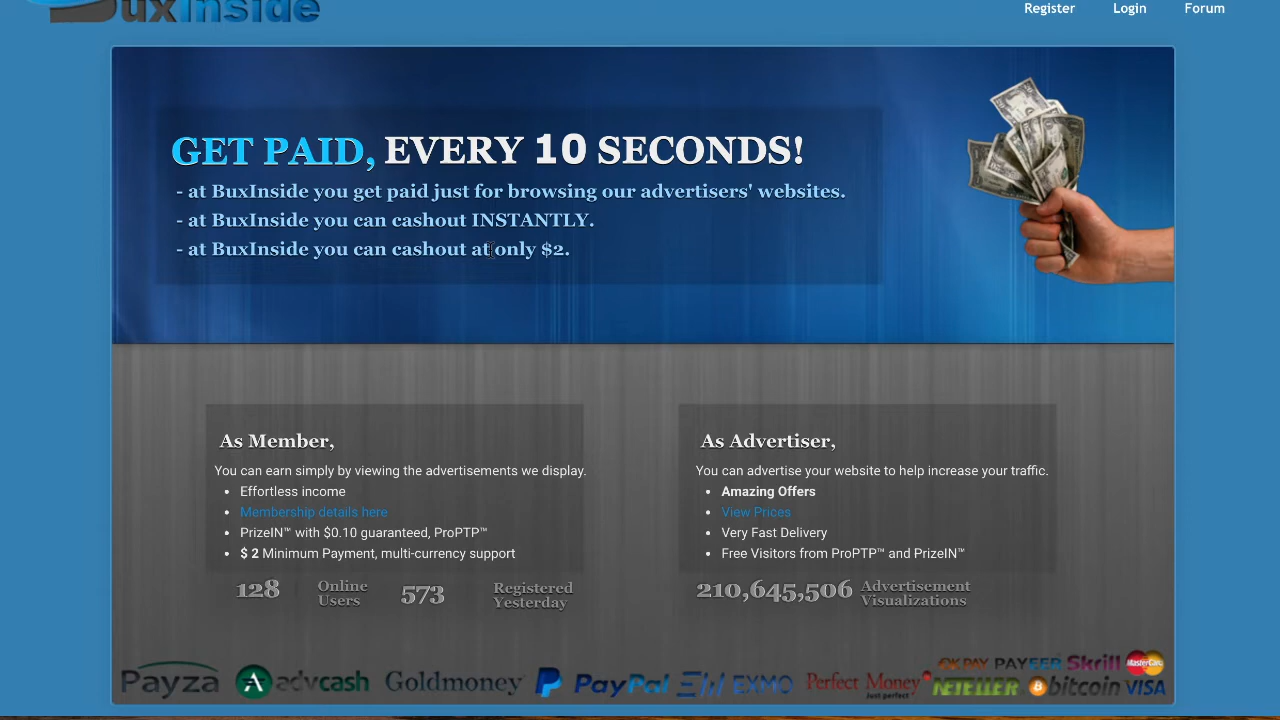 BuxInside
Register Login Forum
GET PAID, EVERY 10 SECONDS!
- at BuxInside you get paid just for browsing our advertisers' websites.
- at BuxInside you can cashout INSTANTLY.
- at BuxInside you can cashout at only $2.
As Member,
You can earn simply by viewing the advertisements we display.
• Effortless income
• Membership details here
• PrizeIN™ with $0.10 guaranteed, ProPTP™
• $ 2 Minimum Payment, multi-currency support
128 Online Users
573 Registered Yesterday
As Advertiser,
You can advertise your website to help increase your traffic.
• Amazing Offers
• View Prices
• Very Fast Delivery
• Free Visitors from ProPTP™ and PrizeIN™
210,645,506 Advertisement Visualizations
OKPAY PAYEER Skrill MasterCard
Payza advcash Goldmoney PayPal EXMO Perfect Money NETELLER bitcoin VISA
Just perfect